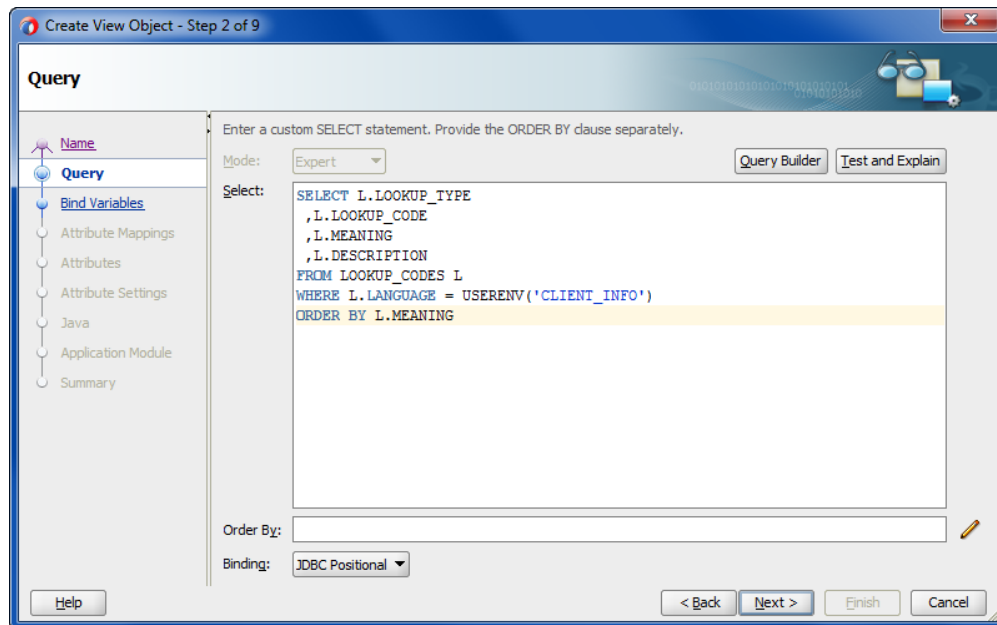 Create View Object - Step 2 of 9
Query
Name
Query
Bind Variables
Attribute Mappings
Attributes
Attribute Settings
Java
Application Module
Summary
Enter a custom SELECT statement. Provide the ORDER BY clause separately.
Mode: Expert Query Builder Test and Explain
Select:
SELECT L.LOOKUP_TYPE
,L.LOOKUP_CODE
,L.MEANING
,L.DESCRIPTION
FROM LOOKUP_CODES L
WHERE L.LANGUAGE = USERENV('CLIENT_INFO')
ORDER BY L.MEANING
Order By:
Binding: JDBC Positional
Help < Back Next > Finish Cancel